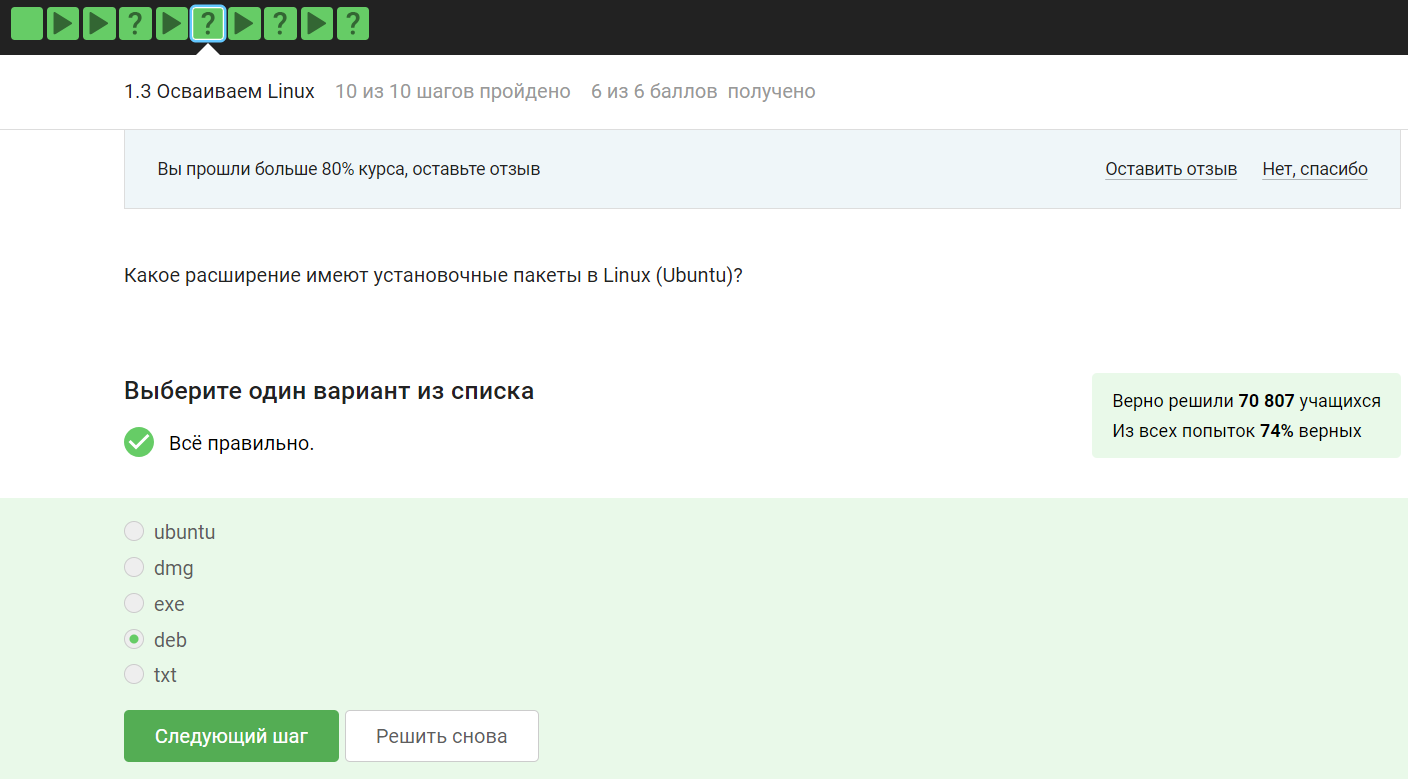 ? ? ? ?
1.3 Осваиваем Linux 10 из 10 шагов пройдено 6 из 6 баллов получено
Вы прошли больше 80% курса, оставьте отзыв Оставить отзыв Нет, спасибо
Какое расширение имеют установочные пакеты в Linux (Ubuntu)?
Выберите один вариант из списка
Всё правильно.
Верно решили 70 807 учащихся
Из всех попыток 74% верных
ubuntu
dmg
exe
deb
txt
Следующий шаг Решить снова